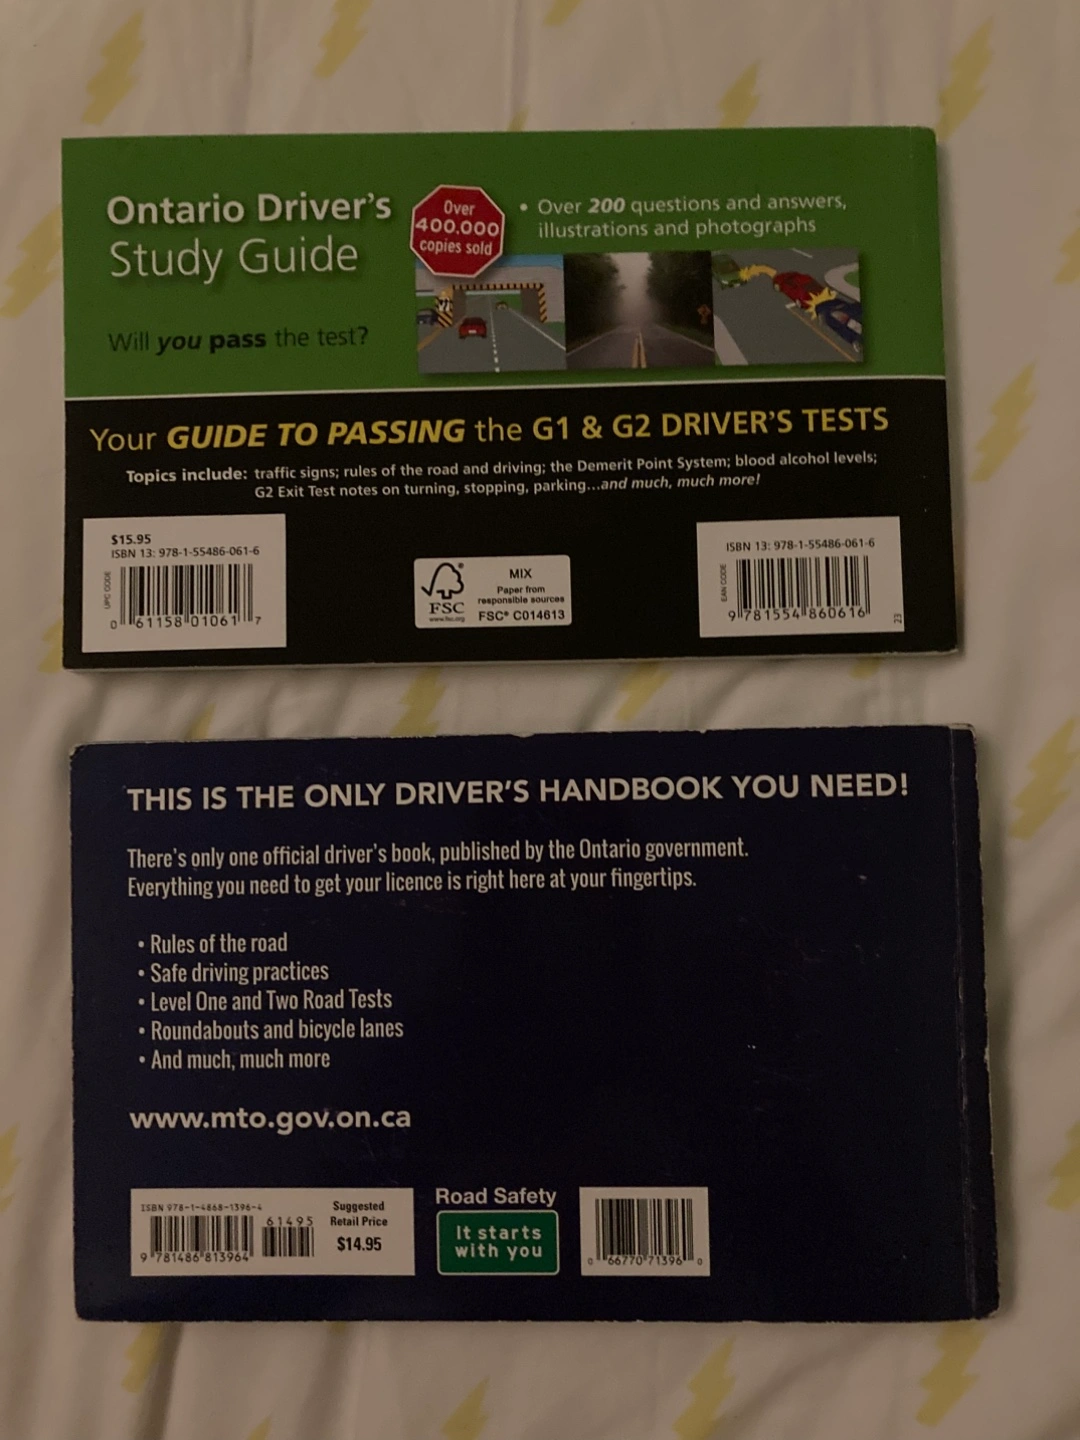 Ontario Driver's
Study Guide
Will you pass the test?
Over
400.000
copies sold
• Over 200 questions and answers,
illustrations and photographs
Your GUIDE TO PASSING the G1 & G2 DRIVER'S TESTS
Topics include: traffic signs; rules of the road and driving; the Demerit Point System; blood alcohol levels;
G2 Exit Test notes on turning, stopping, parking...and much, much more!
$15.95
ISBN 13: 978-1-55486-061-6
UPC CODE
0 61158 01061 7
FSC
www.fsc.org
MIX
Paper from
responsible sources
FSC® C014613
ISBN 13: 978-1-55486-061-6
EAN CODE
9 781554 860616
23
THIS IS THE ONLY DRIVER'S HANDBOOK YOU NEED!
There's only one official driver's book, published by the Ontario government.
Everything you need to get your licence is right here at your fingertips.
• Rules of the road
• Safe driving practices
• Level One and Two Road Tests
• Roundabouts and bicycle lanes
• And much, much more
www.mto.gov.on.ca
ISBN 978-1-4868-1396-4
61495
9 781486 813964
Suggested
Retail Price
$14.95
Road Safety
It starts
with you
0 66770 71396 0